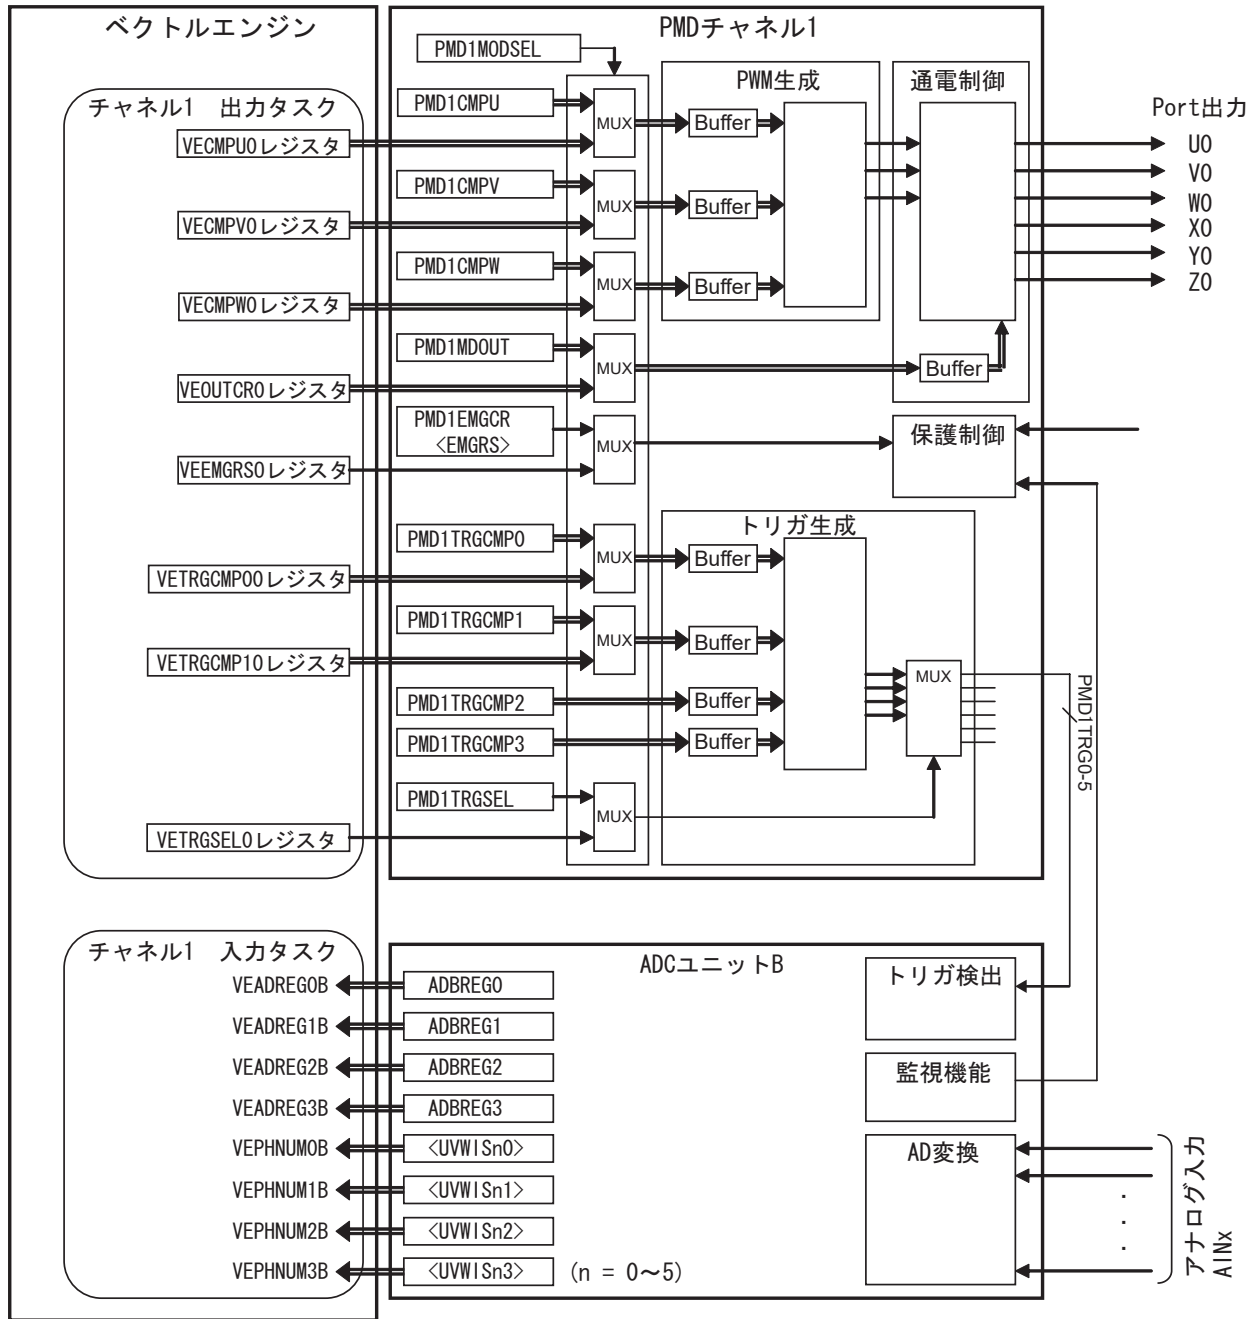 ベクトルエンジン
チャネル1 出力タスク
VECMPU0レジスタ
VECMPV0レジスタ
VECMPW0レジスタ
VEOUTCR0レジスタ
VEEMGRS0レジスタ
VETRGCMP00レジスタ
VETRGCMP10レジスタ
VETRGSEL0レジスタ
PMDチャネル1
PMD1MODSEL
PMD1CMPU
MUX
PMD1CMPV
MUX
PMD1CMPW
MUX
PMD1MDOUT
MUX
PMD1EMGCR
<EMGRS>
MUX
PMD1TRGCMP0
MUX
PMD1TRGCMP1
MUX
PMD1TRGCMP2
PMD1TRGCMP3
PMD1TRGSEL
MUX
PWM生成
Buffer
Buffer
Buffer
通電制御
Buffer
保護制御
トリガ生成
Buffer
Buffer
Buffer
Buffer
MUX
PMD1TRG0-5
Port出力
U0
V0
W0
X0
Y0
Z0
チャネル1 入力タスク
VEADREG0B
VEADREG1B
VEADREG2B
VEADREG3B
VEPHNUM0B
VEPHNUM1B
VEPHNUM2B
VEPHNUM3B
ADCユニットB
ADBREG0
ADBREG1
ADBREG2
ADBREG3
<UVWISn0>
<UVWISn1>
<UVWISn2>
<UVWISn3>
(n = 0～5)
トリガ検出
監視機能
AD変換
アナログ入力
AINx